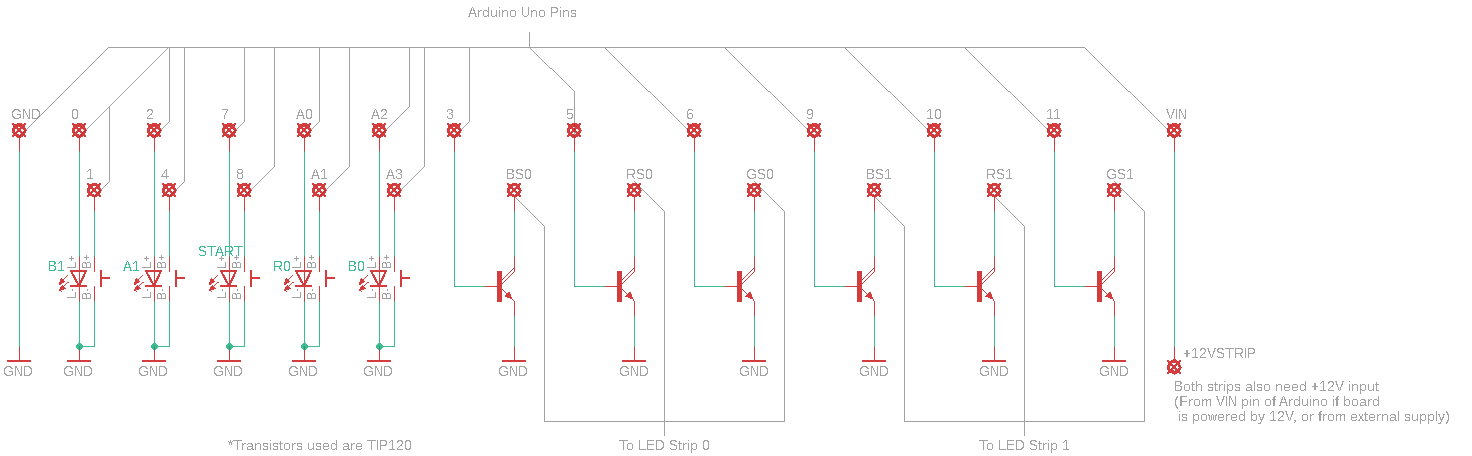 Arduino Uno Pins
GND 0 2 7 A0 A2 3 5 6 9 10 11 VIN
1 4 8 A1 A3 BS0 RS0 GS0 BS1 RS1 GS1
START
B1 A1 R0 B0
L+ B+ L+ B+ L+ B+ L+ B+ L+ B+
L- B- L- B- L- B- L- B- L- B-
+12VSTRIP
GND GND GND GND GND GND GND GND GND GND GND GND
Both strips also need +12V input
(From VIN pin of Arduino if board
is powered by 12V, or from external supply)
*Transistors used are TIP120 To LED Strip 0 To LED Strip 1